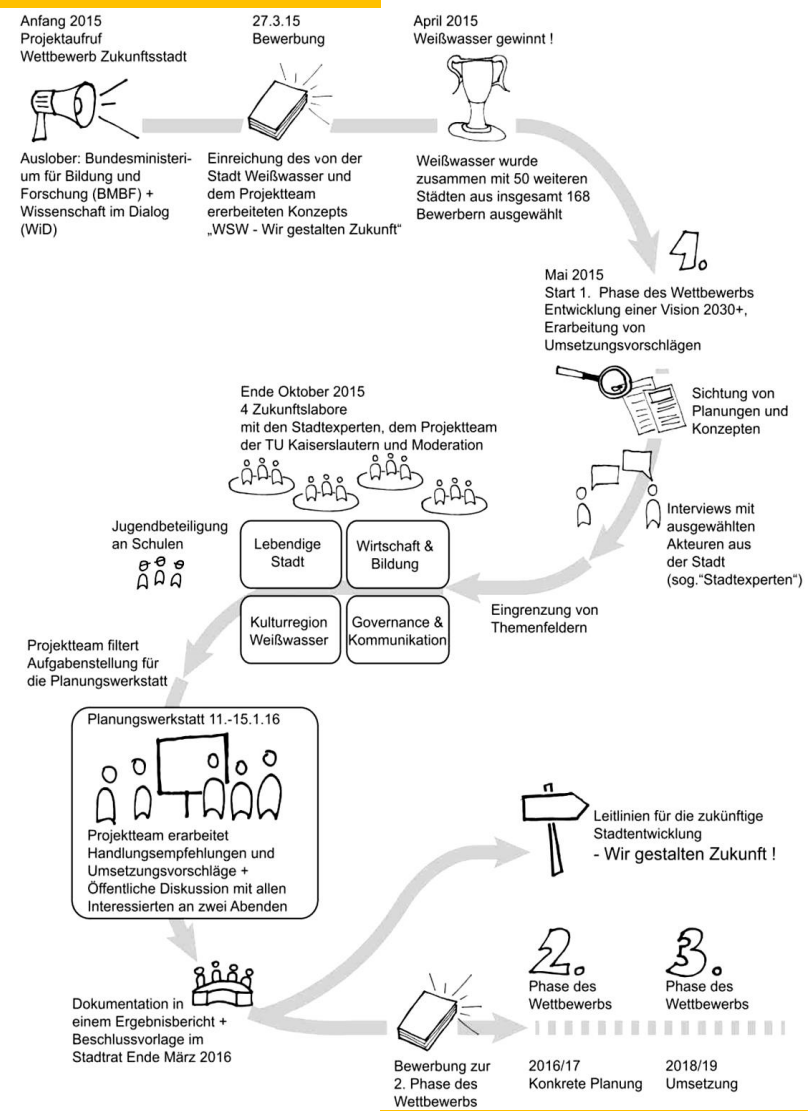 Anfang 2015
Projektaufruf
Wettbewerb Zukunftsstadt
27.3.15
Bewerbung
April 2015
Weißwasser gewinnt !
Auslober: Bundesministeri-
um für Bildung und
Forschung (BMBF) +
Wissenschaft im Dialog
(WiD)
Einreichung des von der
Stadt Weißwasser und
dem Projektteam
ererbeiteten Konzepts
„WSW - Wir gestalten Zukunft“
Weißwasser wurde
zusammen mit 50 weiteren
Städten aus insgesamt 168
Bewerbern ausgewählt
1.
Mai 2015
Start 1. Phase des Wettbewerbs
Entwicklung einer Vision 2030+,
Erarbeitung von
Umsetzungsvorschlägen
Sichtung von
Planungen und
Konzepten
Interviews mit
ausgewählten
Akteuren aus
der Stadt
(sog.“Stadtexperten“)
Eingrenzung von
Themenfeldern
Ende Oktober 2015
4 Zukunftslabore
mit den Stadtexperten, dem Projektteam
der TU Kaiserslautern und Moderation
Jugendbeteiligung
an Schulen
Lebendige
Stadt
Wirtschaft &
Bildung
Kulturregion
Weißwasser
Governance &
Kommunikation
Projektteam filtert
Aufgabenstellung für
die Planungswerkstatt
Planungswerkstatt 11.-15.1.16
Projektteam erarbeitet
Handlungsempfehlungen und
Umsetzungsvorschläge +
Öffentliche Diskussion mit allen
Interessierten an zwei Abenden
Leitlinien für die zukünftige
Stadtentwicklung
- Wir gestalten Zukunft !
Dokumentation in
einem Ergebnisbericht +
Beschlussvorlage im
Stadtrat Ende März 2016
Bewerbung zur
2. Phase des
Wettbewerbs
2.
Phase des
Wettbewerbs
2016/17
Konkrete Planung
3.
Phase des
Wettbewerbs
2018/19
Umsetzung